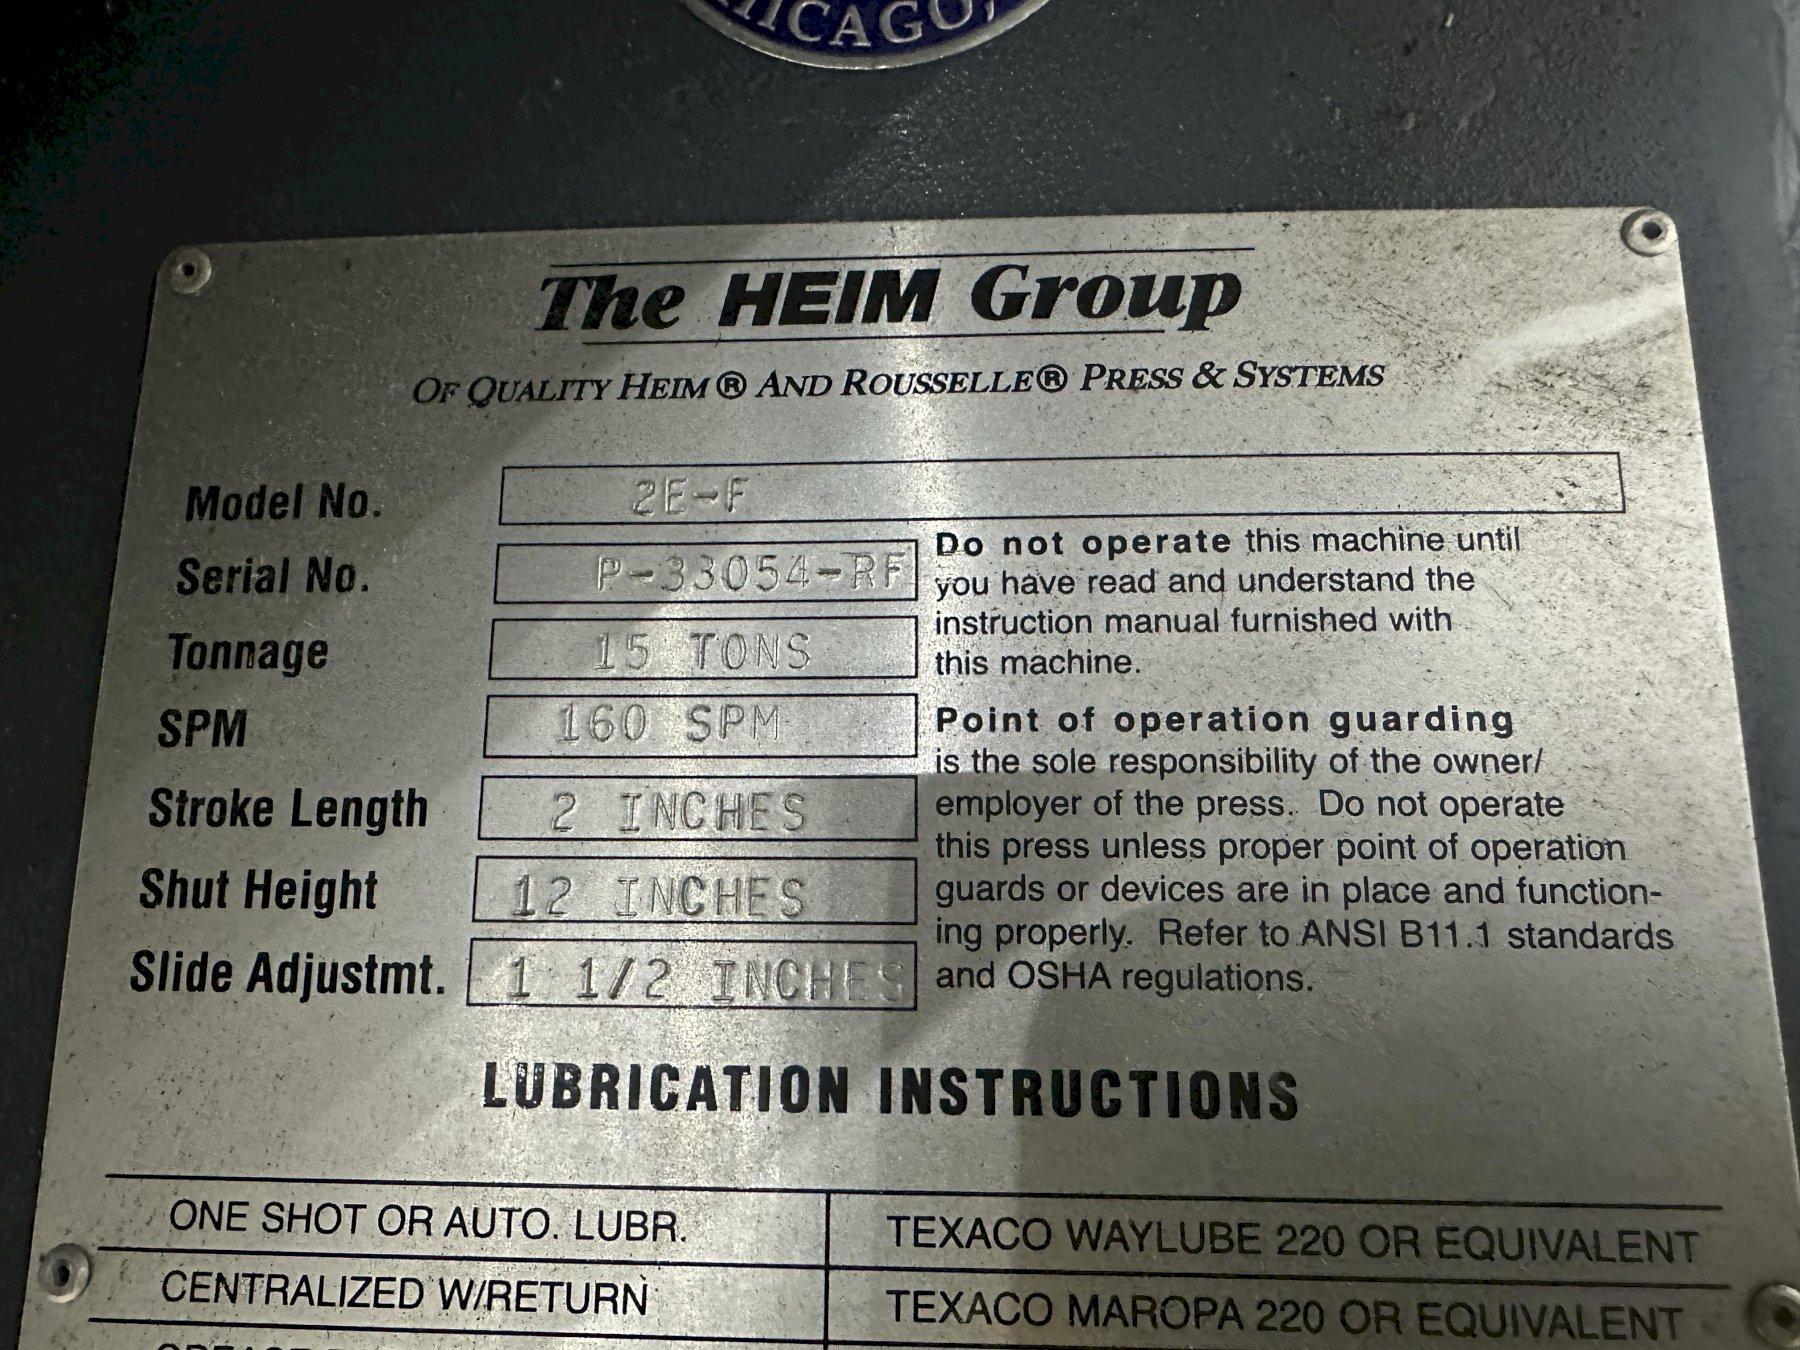 CHICAGO,
The HEIM Group
OF QUALITY HEIM® AND ROUSSELLE® PRESS & SYSTEMS
Model No. 2E-F
Serial No. P-33054-RF
Tonnage 15 TONS
SPM 160 SPM
Stroke Length 2 INCHES
Shut Height 12 INCHES
Slide Adjustmt. 1 1/2 INCHES
Do not operate this machine until
you have read and understand the
instruction manual furnished with
this machine.
Point of operation guarding
is the sole responsibility of the owner/
employer of the press. Do not operate
this press unless proper point of operation
guards or devices are in place and function-
ing properly. Refer to ANSI B11.1 standards
and OSHA regulations.
LUBRICATION INSTRUCTIONS
ONE SHOT OR AUTO. LUBR. TEXACO WAYLUBE 220 OR EQUIVALENT
CENTRALIZED W/RETURN TEXACO MAROPA 220 OR EQUIVALENT